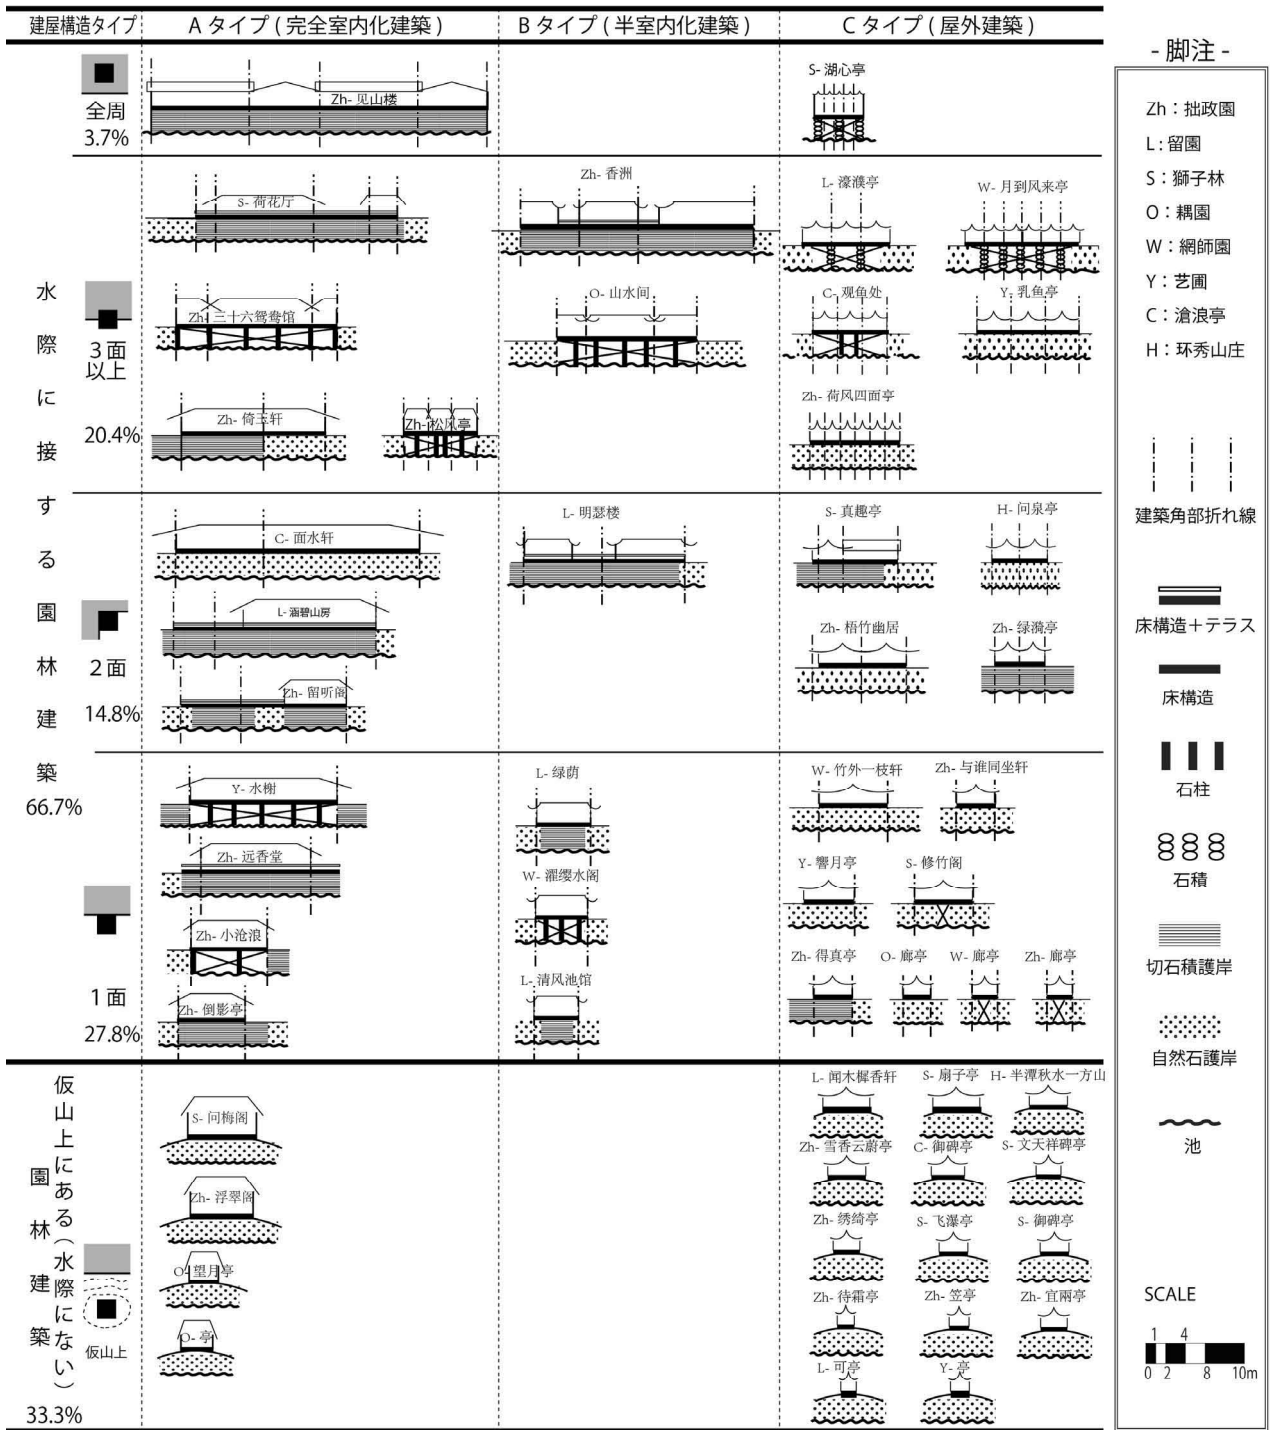 建屋構造タイプ
A タイプ ( 完全室内化建築 )
B タイプ ( 半室内化建築 )
C タイプ ( 屋外建築 )
全周
3.7%
Zh- 见山楼
S- 湖心亭
水際に接する園林建築
66.7%
3 面
以上
20.4%
S- 荷花厅
Zh- 香洲
L- 濠濮亭
W- 月到风来亭
Zh- 三十六鸳鸯馆
O- 山水间
C- 观鱼处
Y- 乳鱼亭
Zh- 倚玉轩
Zh- 松风亭
Zh- 荷风四面亭
2 面
14.8%
C- 面水轩
L- 明瑟楼
S- 真趣亭
H- 问泉亭
L- 涵碧山房
Zh- 梧竹幽居
Zh- 绿漪亭
Zh- 留听阁
1 面
27.8%
Y- 水榭
L- 绿荫
W- 竹外一枝轩
Zh- 与谁同坐轩
Zh- 远香堂
W- 濯缨水阁
Y- 響月亭
S- 修竹阁
Zh- 小沧浪
L- 清风池馆
Zh- 得真亭
O- 廊亭
W- 廊亭
Zh- 廊亭
Zh- 倒影亭
仮山上にある(水際にない)
園林建築
33.3%
仮山上
S- 问梅阁
L- 闻木樨香轩
S- 扇子亭
H- 半潭秋水一方山
Zh- 浮翠阁
Zh- 雪香云蔚亭
C- 御碑亭
S- 文天祥碑亭
O- 望月亭
Zh- 绣绮亭
S- 飞瀑亭
S- 御碑亭
O- 亭
Zh- 待霜亭
Zh- 笠亭
Zh- 宜兩亭
L- 可亭
Y- 亭
- 脚注 -
Zh：拙政園
L : 留園
S：獅子林
O：耦園
W：網師園
Y：艺圃
C：滄浪亭
H：环秀山庄
建築角部折れ線
床構造＋テラス
床構造
石柱
石積
切石積護岸
自然石護岸
池
SCALE
1 4
0 2 8 10m